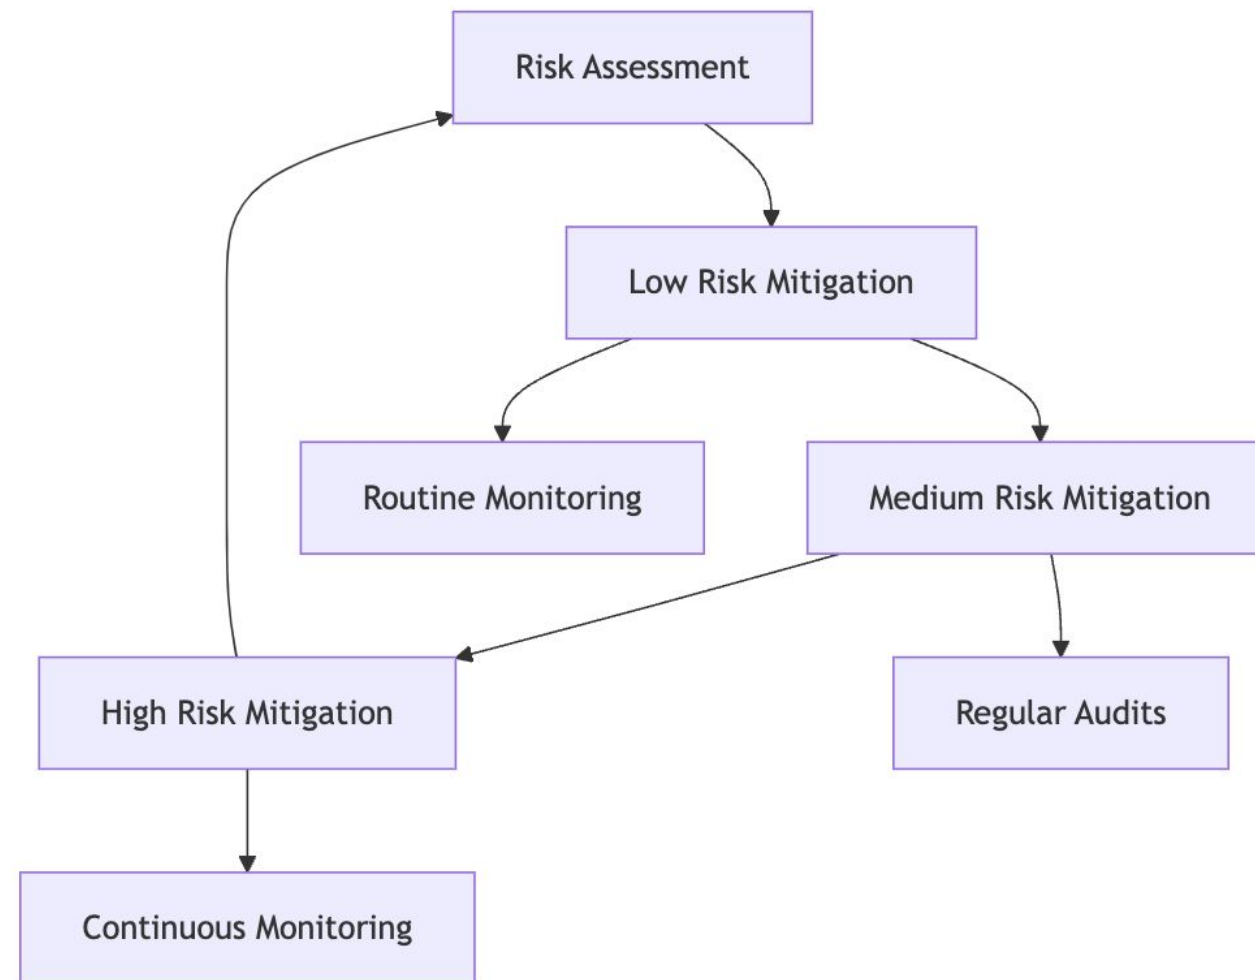 Risk Assessment
Low Risk Mitigation
Routine Monitoring
Medium Risk Mitigation
High Risk Mitigation
Regular Audits
Continuous Monitoring